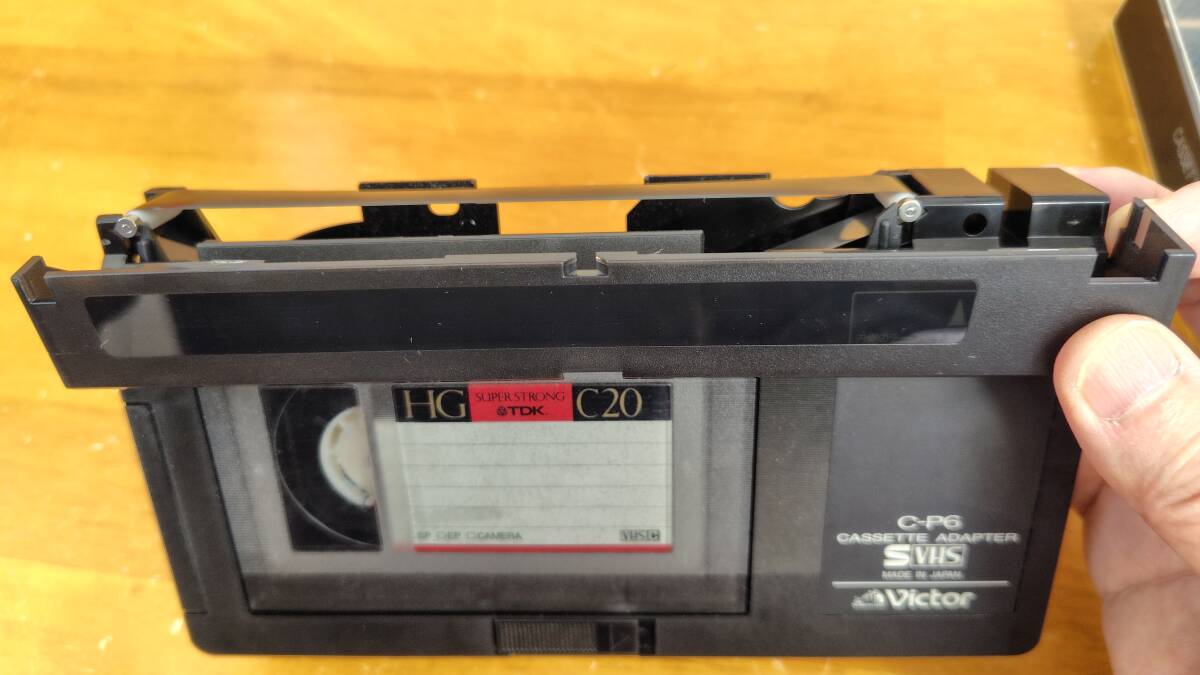 HG SUPER STRONG C20
TDK
SP □EP □CAMERA
VHS C
C-P6
CASSETTE ADAPTER
S VHS
MADE IN JAPAN
Victor